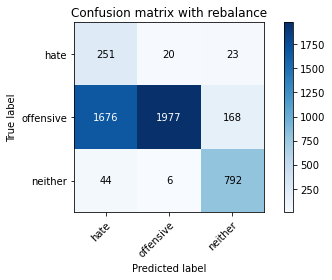 Confusion matrix with rebalance
True label
hate
offensive
neither
251 20 23
1676 1977 168
44 6 792
hate
offensive
neither
Predicted label
1750
1500
1250
1000
750
500
250